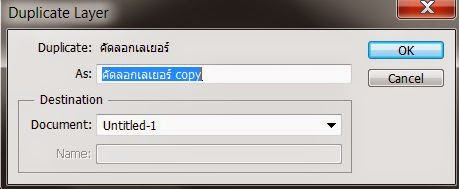 Duplicate Layer
Duplicate: คัดลอกเลเยอร์
OK
As: คัดลอกเลเยอร์ copy
Cancel
Destination
Document: Untitled-1
Name: